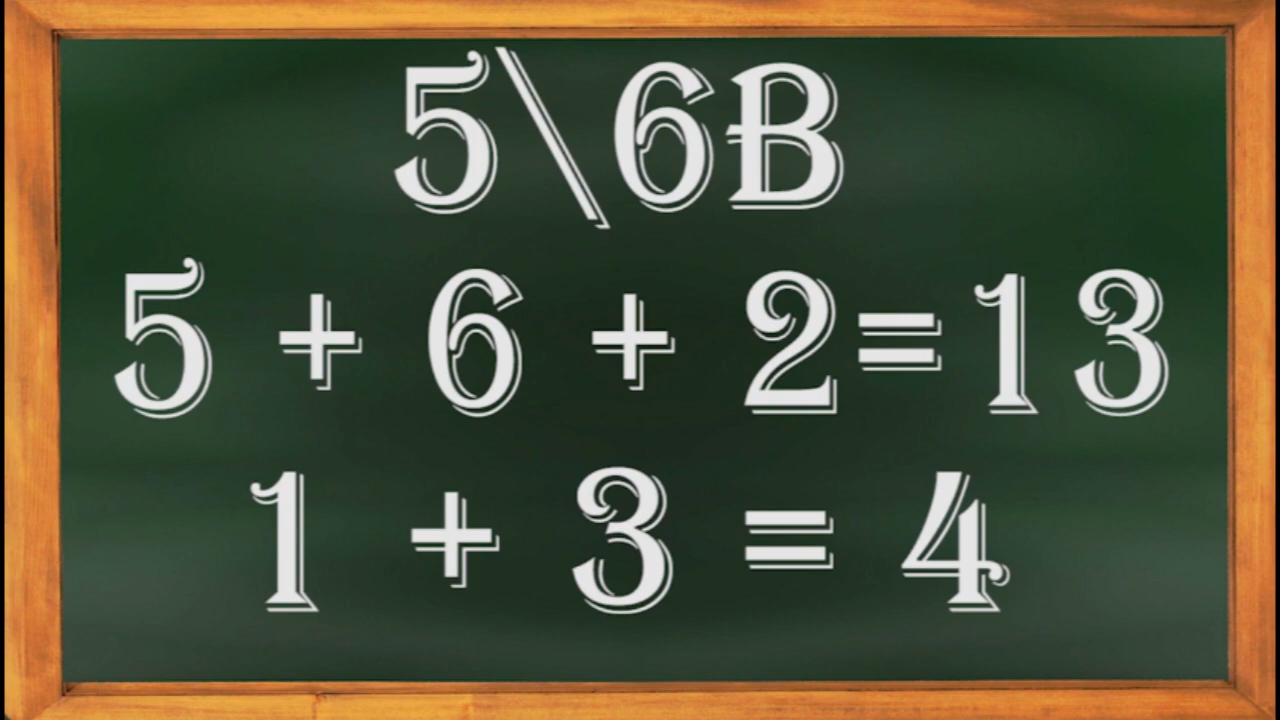 5\6B
5 + 6 + 2=13
1 + 3 = 4